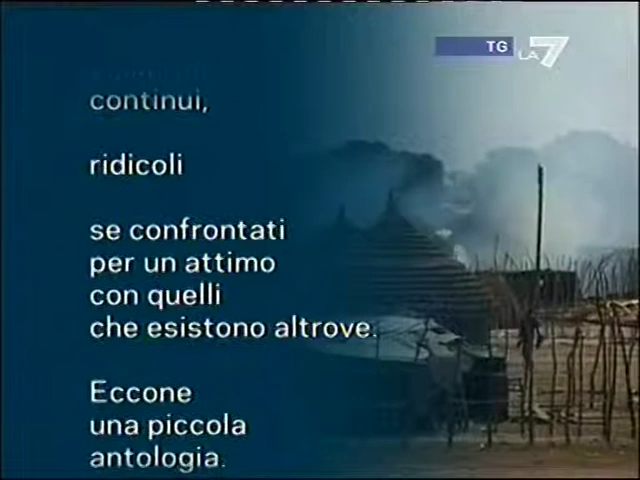 TG
LA7
continui,
ridicoli
se confrontati
per un attimo
con quelli
che esistono altrove.
Eccone
una piccola
antologia.